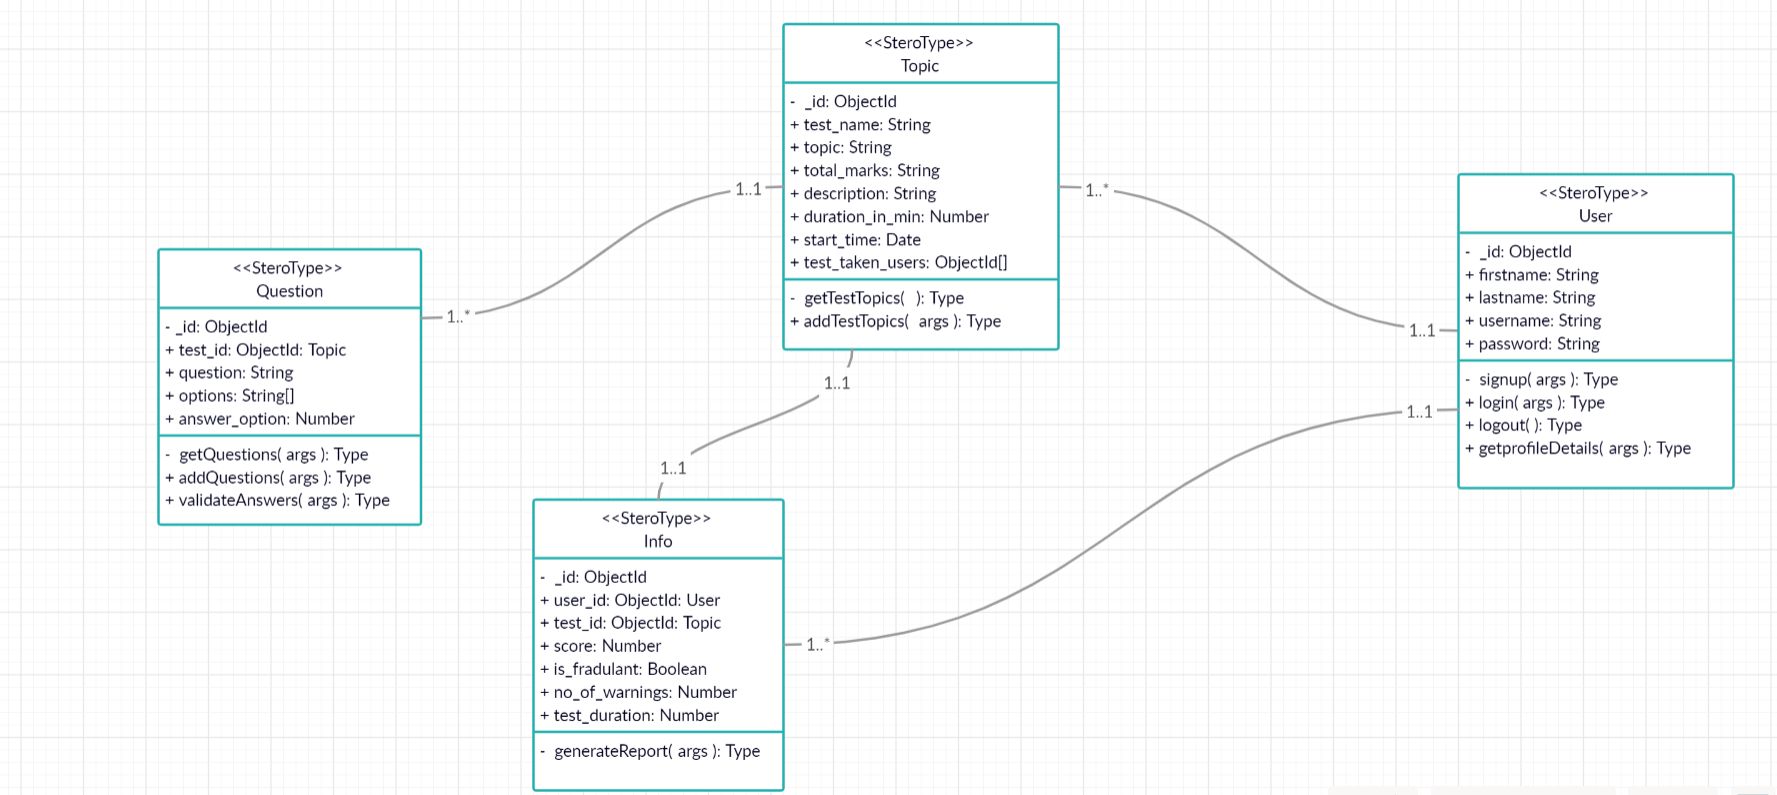 <<SteroType>>
Topic
- _id: ObjectId
+ test_name: String
+ topic: String
+ total_marks: String
+ description: String
+ duration_in_min: Number
+ start_time: Date
+ test_taken_users: ObjectId[]
- getTestTopics(  ): Type
+ addTestTopics(  args ): Type
1..1
1..*
1..1
<<SteroType>>
User
- _id: ObjectId
+ firstname: String
+ lastname: String
+ username: String
+ password: String
- signup( args ): Type
+ login( args ): Type
+ logout( ): Type
+ getprofileDetails( args ): Type
1..1
1..1
<<SteroType>>
Question
- _id: ObjectId
+ test_id: ObjectId: Topic
+ question: String
+ options: String[]
+ answer_option: Number
- getQuestions( args ): Type
+ addQuestions( args ): Type
+ validateAnswers( args ): Type
1..*
1..1
<<SteroType>>
Info
- _id: ObjectId
+ user_id: ObjectId: User
+ test_id: ObjectId: Topic
+ score: Number
+ is_fradulant: Boolean
+ no_of_warnings: Number
+ test_duration: Number
- generateReport( args ): Type
1..*